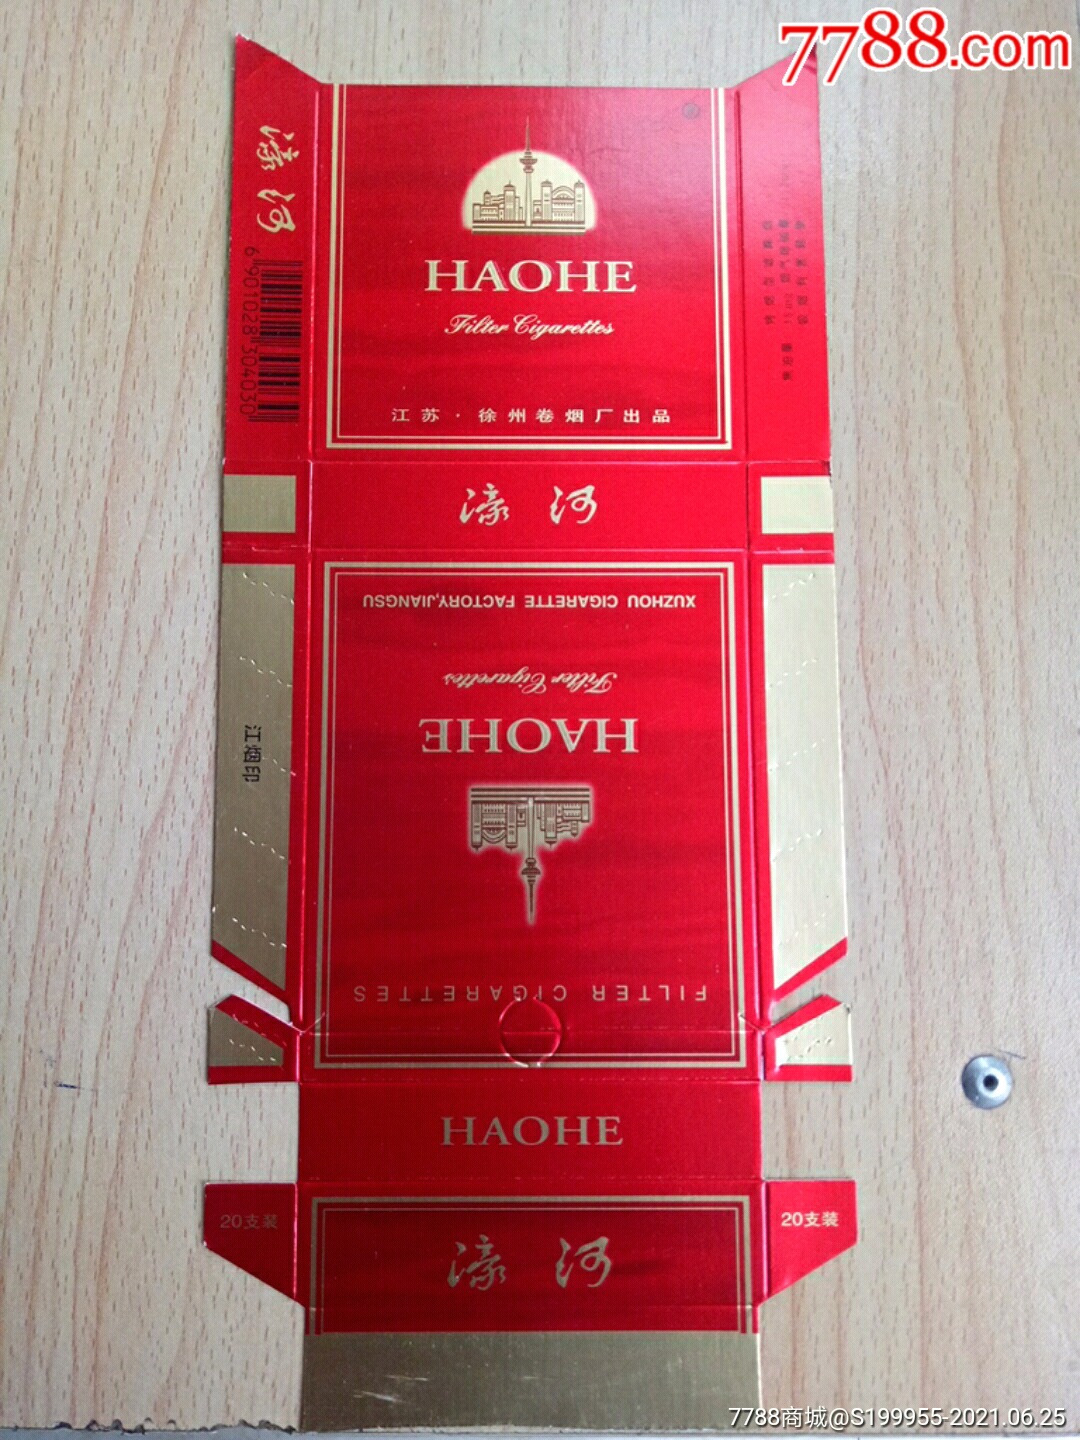 7788.com
濠河
6 901028 304030
HAOHE
Filter Cigarettes
江苏·徐州卷烟厂出品
濠河
XUZHOU CIGARETTE FACTORY,JIANGSU
Filter Cigarettes
HAOHE
FILTER CIGARETTES
江烟印
HAOHE
20支装
濠河
20支装
7788商城@S199955-2021.06.25